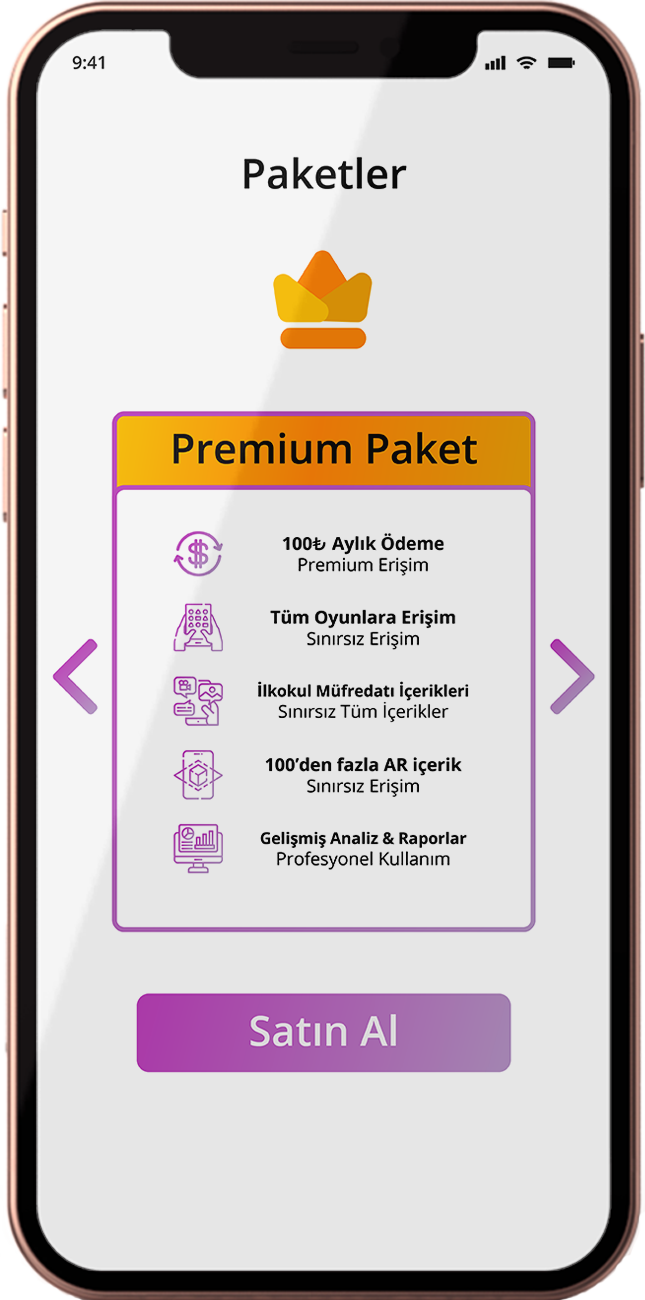 9:41
Paketler
Premium Paket
100₺ Aylık Ödeme
Premium Erişim
Tüm Oyunlara Erişim
Sınırsız Erişim
İlkokul Müfredatı İçerikleri
Sınırsız Tüm İçerikler
100’den fazla AR içerik
Sınırsız Erişim
Gelişmiş Analiz & Raporlar
Profesyonel Kullanım
Satın Al